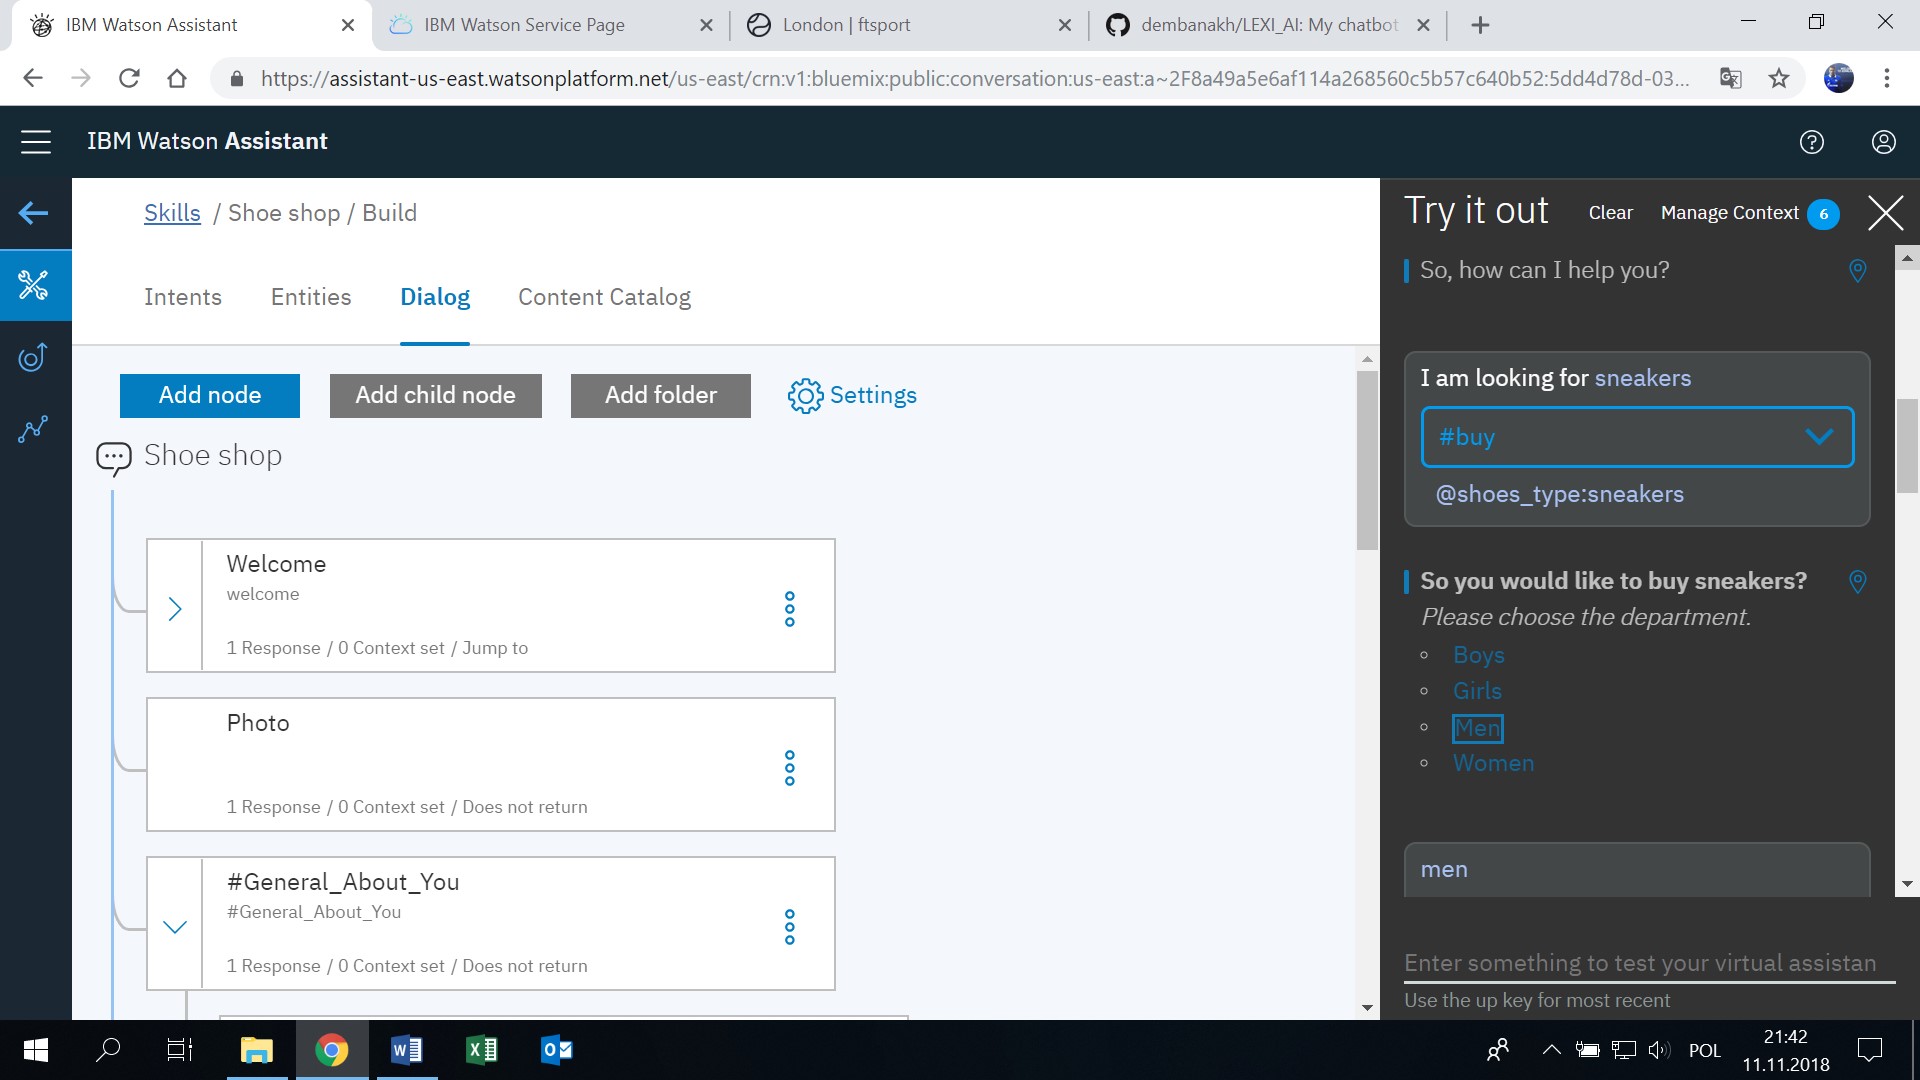 IBM Watson Assistant
IBM Watson Service Page
London | ftsport
dembanakh/LEXI_AI: My chatbot
https://assistant-us-east.watsonplatform.net/us-east/crn:v1:bluemix:public:conversation:us-east:a~2F8a49a5e6af114a268560c5b57c640b52:5dd4d78d-03...
IBM Watson Assistant
Skills / Shoe shop / Build
Intents
Entities
Dialog
Content Catalog
Add node
Add child node
Add folder
Settings
Shoe shop
Welcome
welcome
1 Response / 0 Context set / Jump to
Photo
1 Response / 0 Context set / Does not return
#General_About_You
#General_About_You
1 Response / 0 Context set / Does not return
Try it out
Clear
Manage Context 6
So, how can I help you?
I am looking for sneakers
#buy
@shoes_type:sneakers
So you would like to buy sneakers?
Please choose the department.
Boys
Girls
Men
Women
men
Enter something to test your virtual assistan
Use the up key for most recent
POL
21:42
11.11.2018